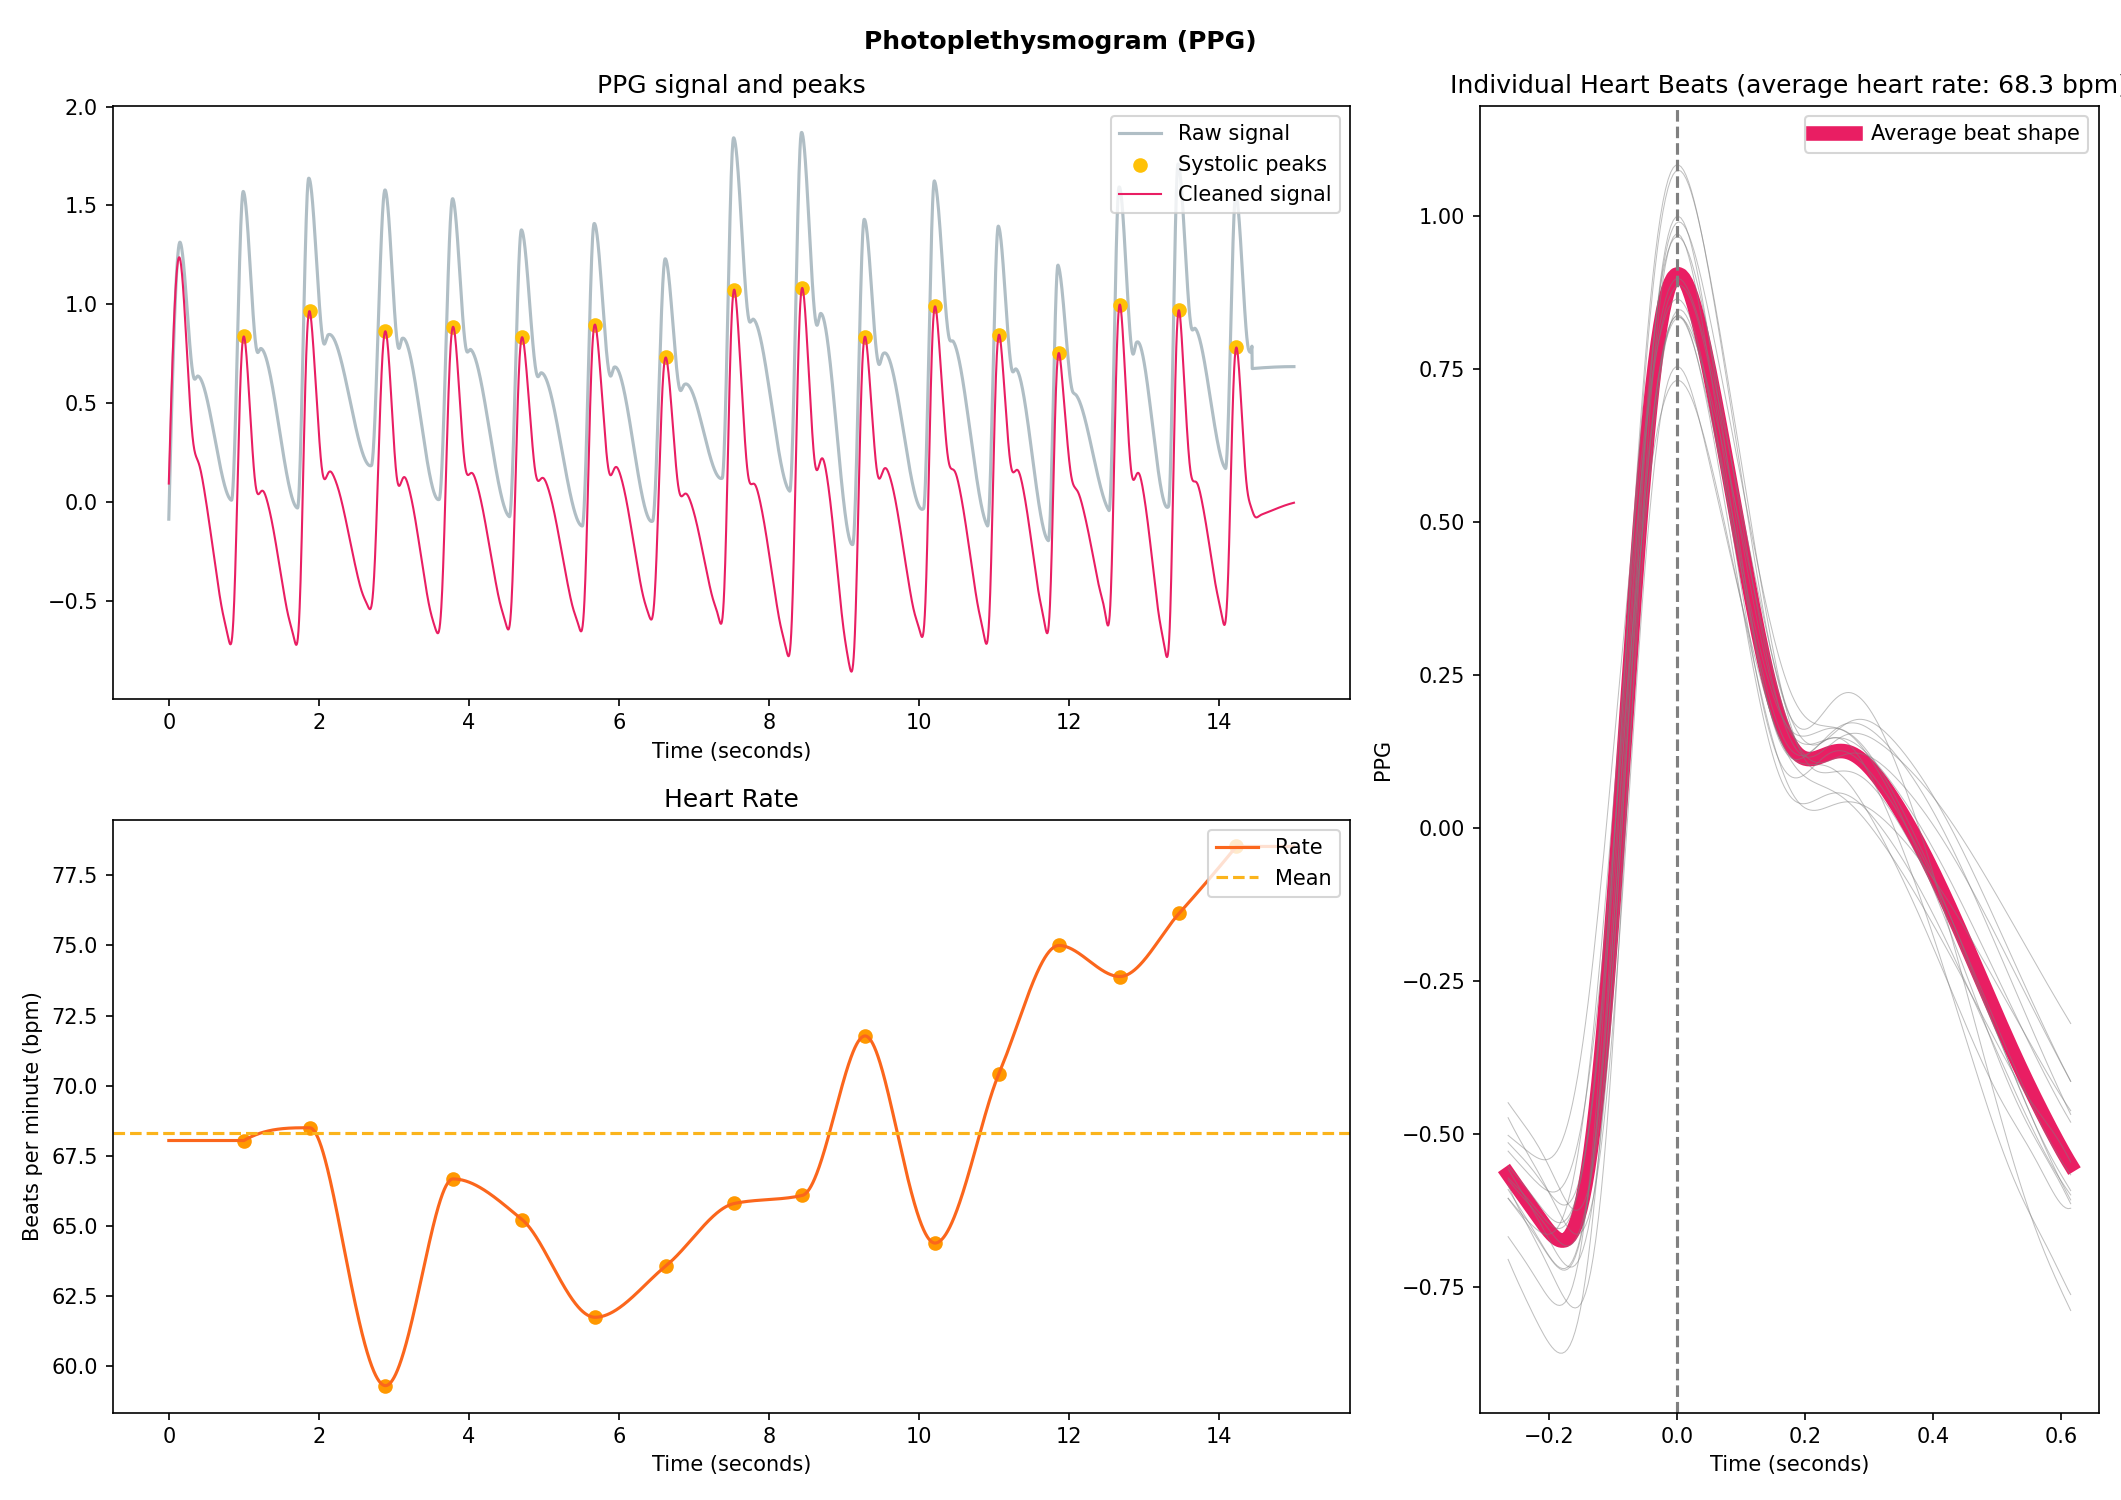 Photoplethysmogram (PPG)
PPG signal and peaks
2.0
1.5
1.0
0.5
0.0
−0.5
Raw signal
Systolic peaks
Cleaned signal
0 2 4 6 8 10 12 14
Time (seconds)
Heart Rate
Beats per minute (bpm)
77.5
75.0
72.5
70.0
67.5
65.0
62.5
60.0
Rate
Mean
0 2 4 6 8 10 12 14
Time (seconds)
Individual Heart Beats (average heart rate: 68.3 bpm)
PPG
1.00
0.75
0.50
0.25
0.00
−0.25
−0.50
−0.75
Average beat shape
−0.2 0.0 0.2 0.4 0.6
Time (seconds)